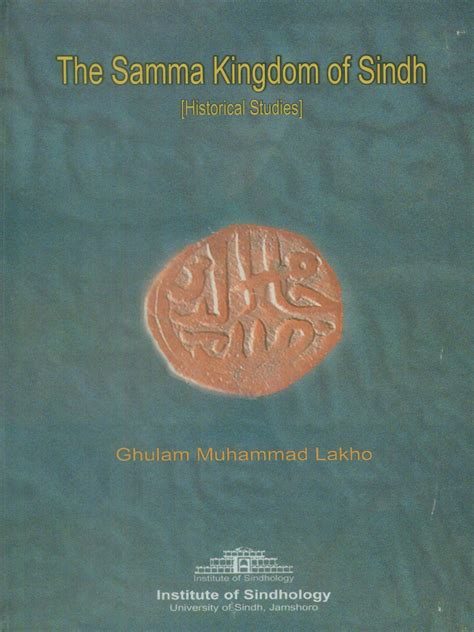 The Samma Kingdom of Sindh
[Historical Studies]
Ghulam Muhammad Lakho
Institute of Sindhology
Institute of Sindhology
University of Sindh, Jamshoro